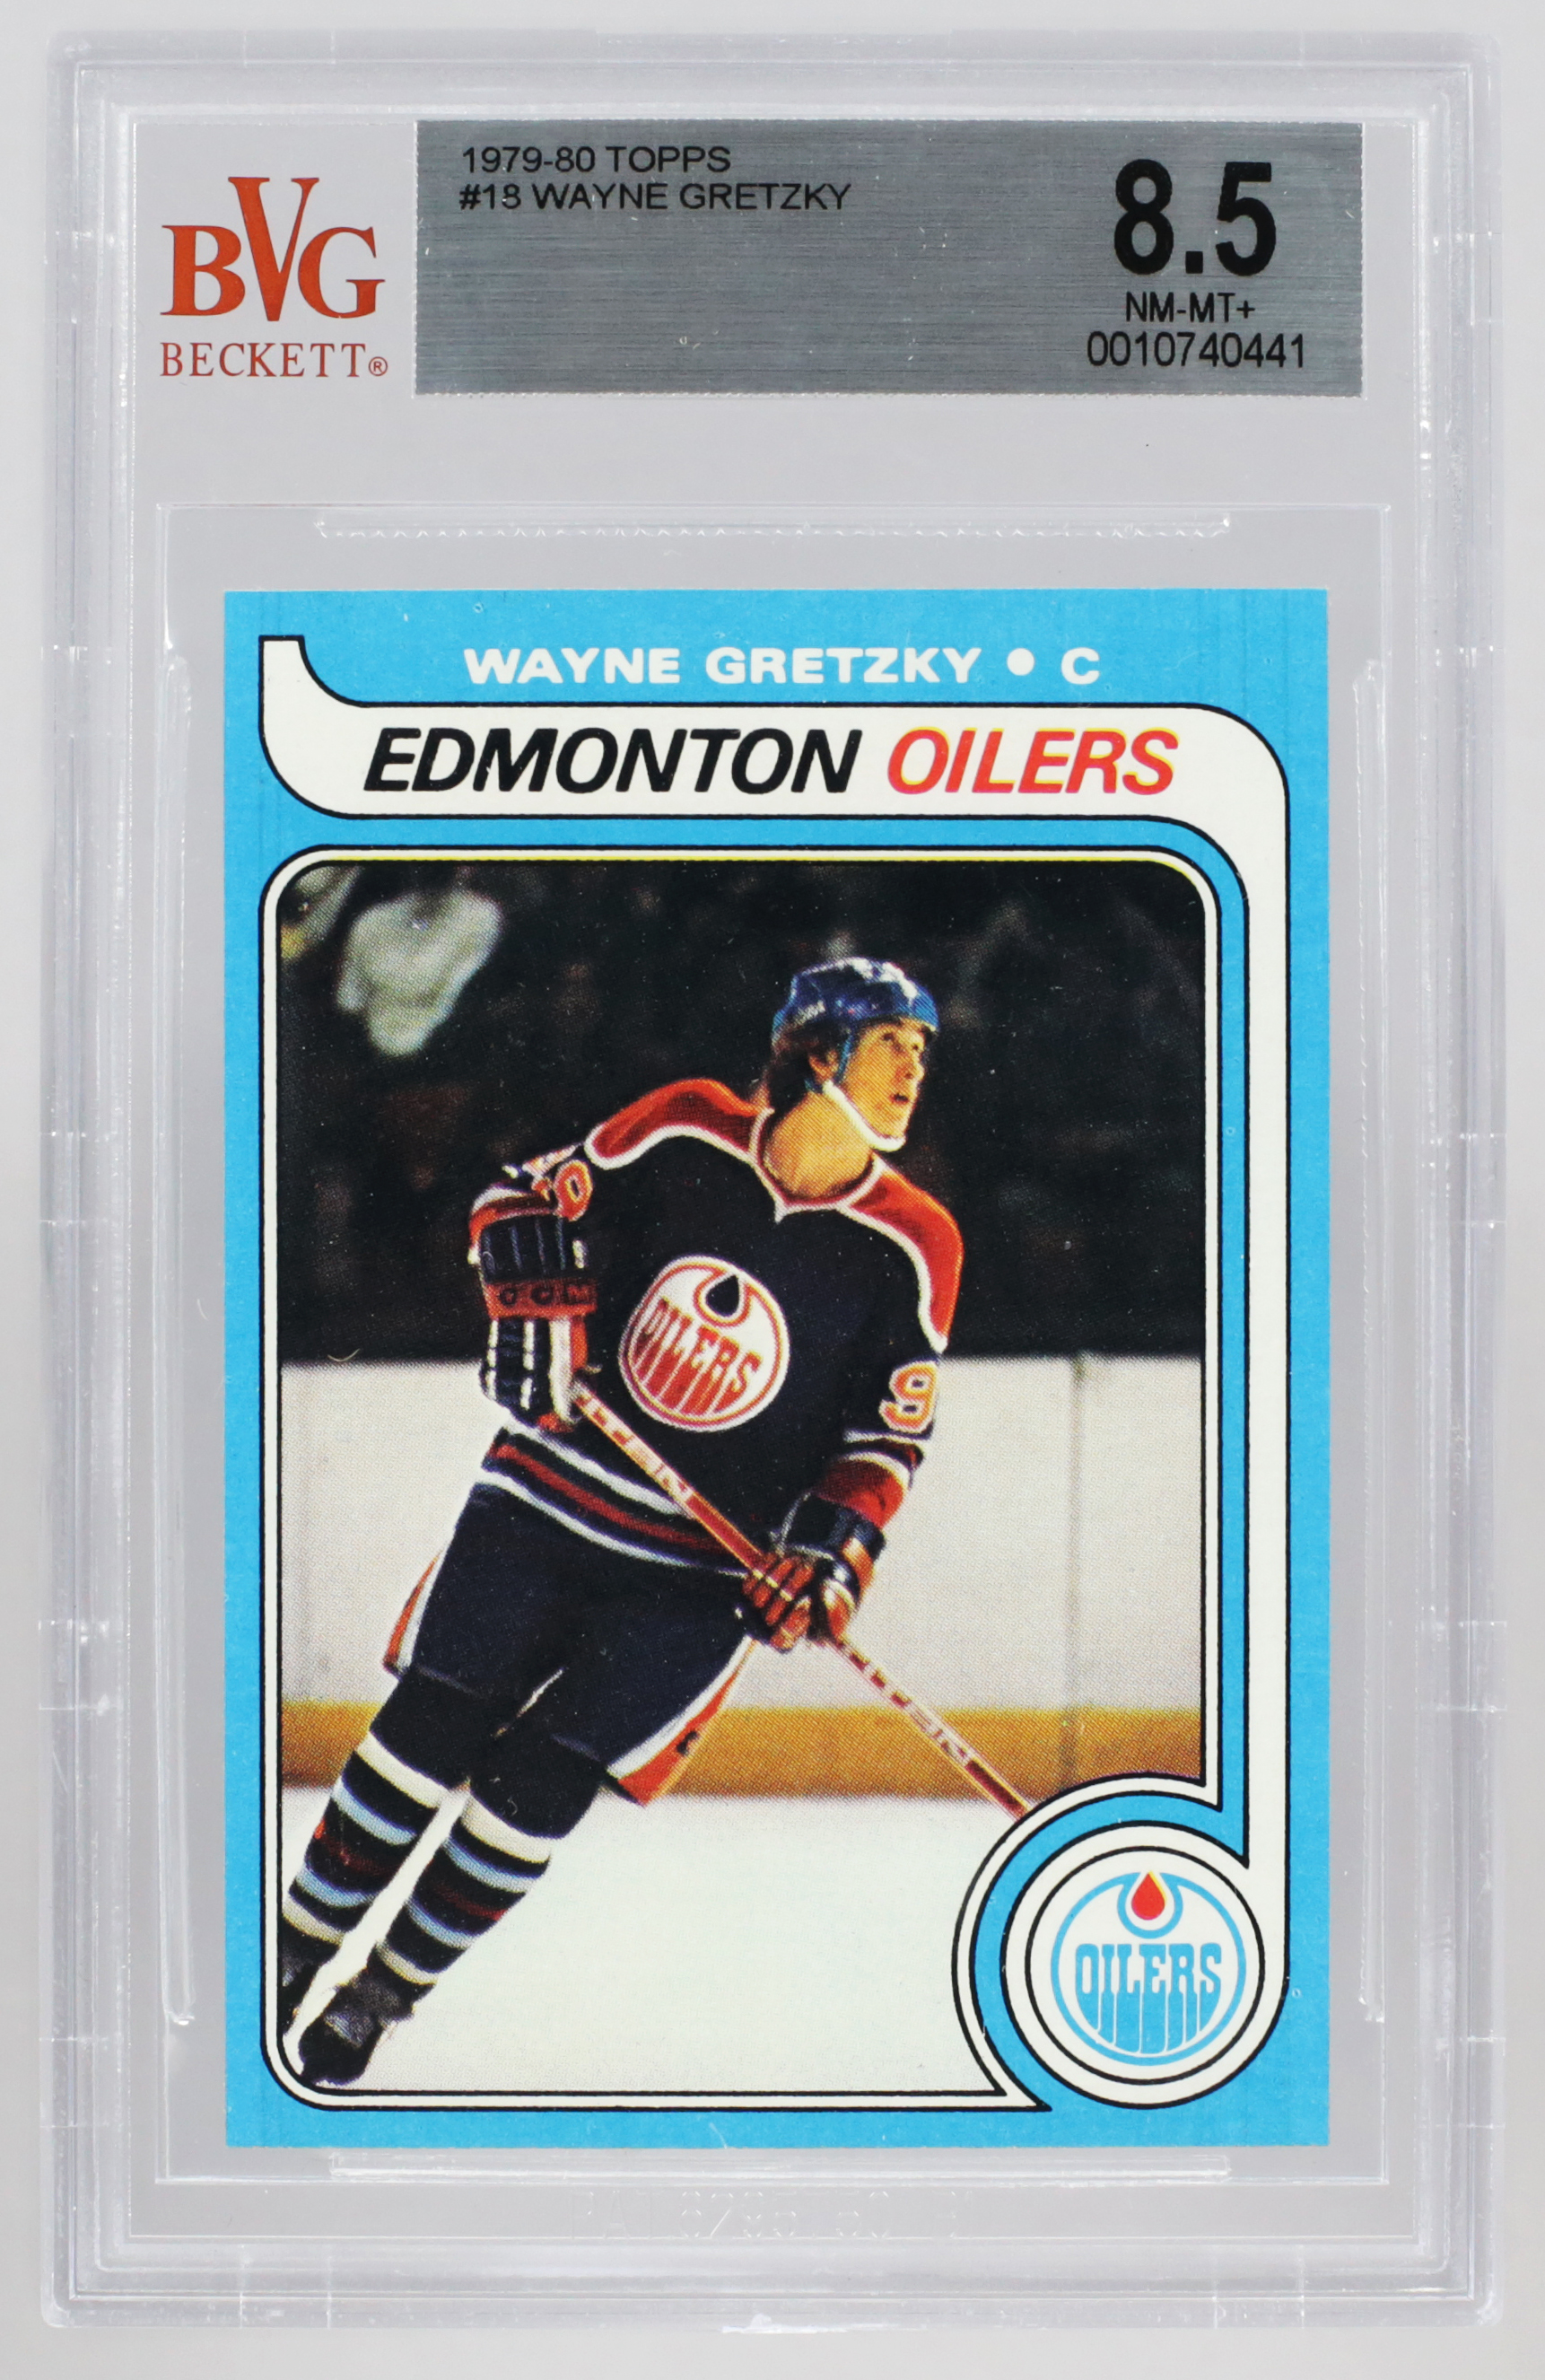 BVG
BECKETT®
1979-80 TOPPS
#18 WAYNE GRETZKY
8.5
NM-MT+
0010740441
WAYNE GRETZKY • C
EDMONTON OILERS
OILERS
9
OILERS